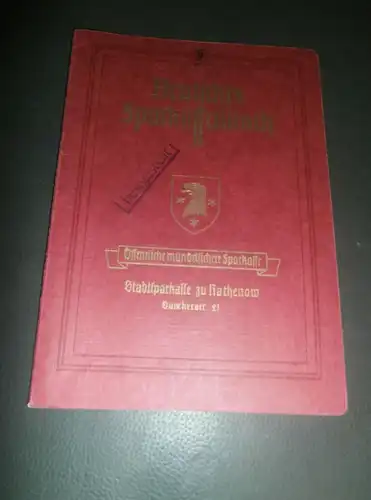 Deutsches
Sparkassenbuch
Öffentliche mündelsichere Sparkasse
Stadtsparkasse zu Rathenow